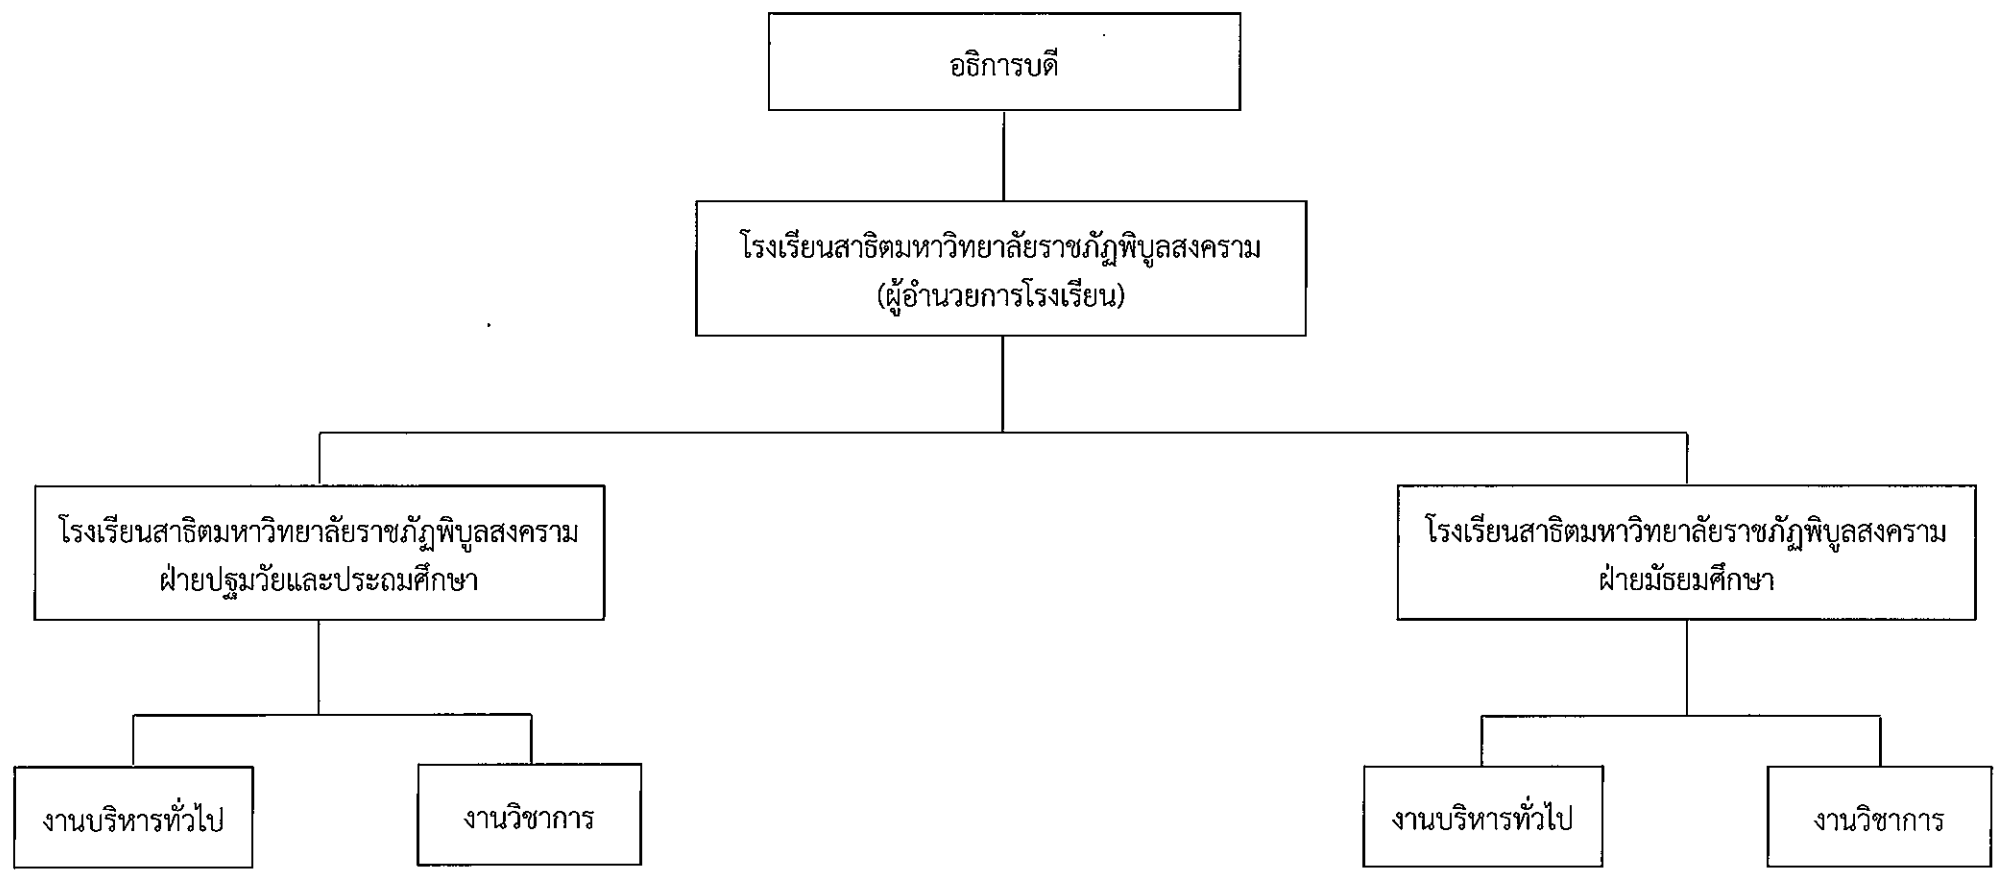 อธิการบดี
โรงเรียนสาธิตมหาวิทยาลัยราชภัฏพิบูลสงคราม
(ผู้อำนวยการโรงเรียน)
โรงเรียนสาธิตมหาวิทยาลัยราชภัฏพิบูลสงคราม
ฝ่ายปฐมวัยและประถมศึกษา
โรงเรียนสาธิตมหาวิทยาลัยราชภัฏพิบูลสงคราม
ฝ่ายมัธยมศึกษา
งานบริหารทั่วไป
งานวิชาการ
งานบริหารทั่วไป
งานวิชาการ